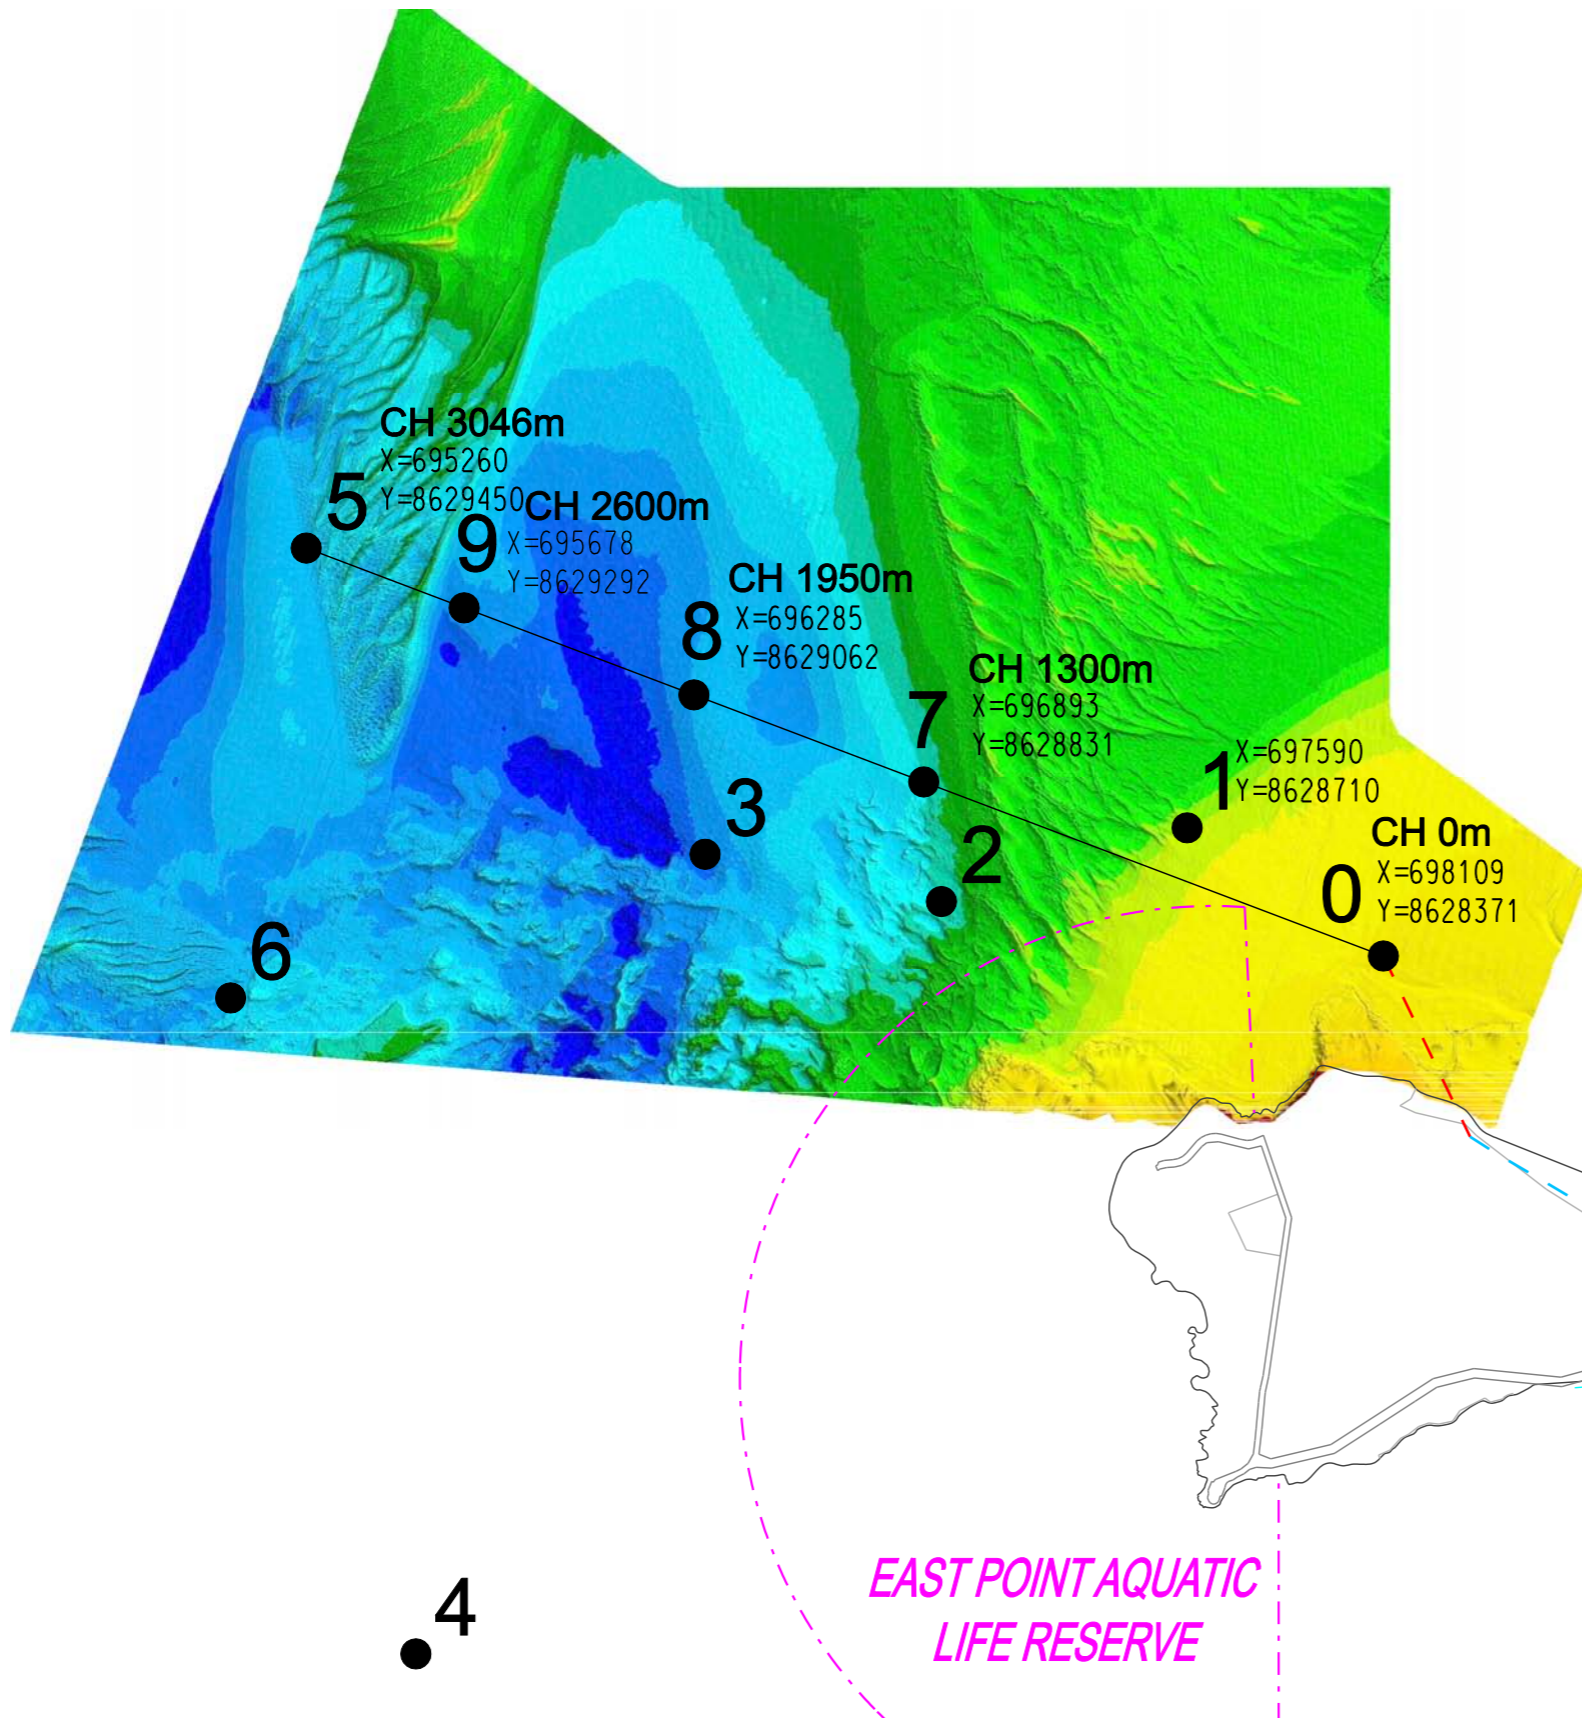 CH 3046m
X=695260
Y=8629450
5
CH 2600m
X=695678
Y=8629292
9
CH 1950m
X=696285
Y=8629062
8
CH 1300m
X=696893
Y=8628831
7
X=697590
Y=8628710
1
3
CH 0m
X=698109
Y=8628371
0
2
6
EAST POINT AQUATIC
LIFE RESERVE
4